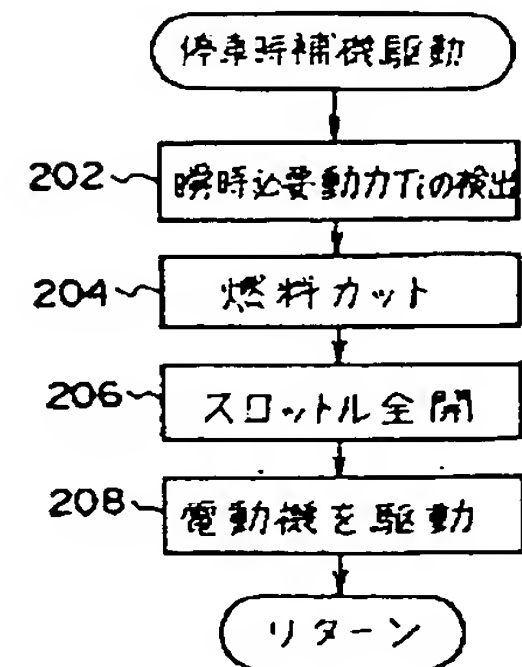 停車時補機駆動
202
瞬時必要動力Tiの検出
204
燃料カット
206
スロットル全開
208
電動機を駆動
リターン